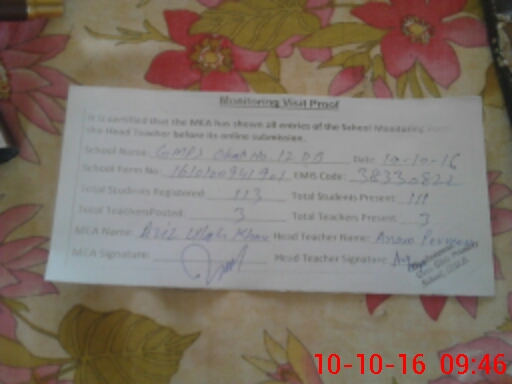 Monitoring Visit Proof
It is certified that the MEA has shown all entries of the School Monitoring
the Head Teacher before its online submission.
School Name: GMPS Chak No. 12 DB Date 10-10-16
School Form No. EMIS Code: 38330822
Total Students Registered: 113 Total Students Present: 111
Total Teachers Posted: 3 Total Teachers Present: 3
MEA Name: Aziz Ullah Khan Head Teacher Name:
MEA Signature: Head Teacher Signature
10-10-16 09:46